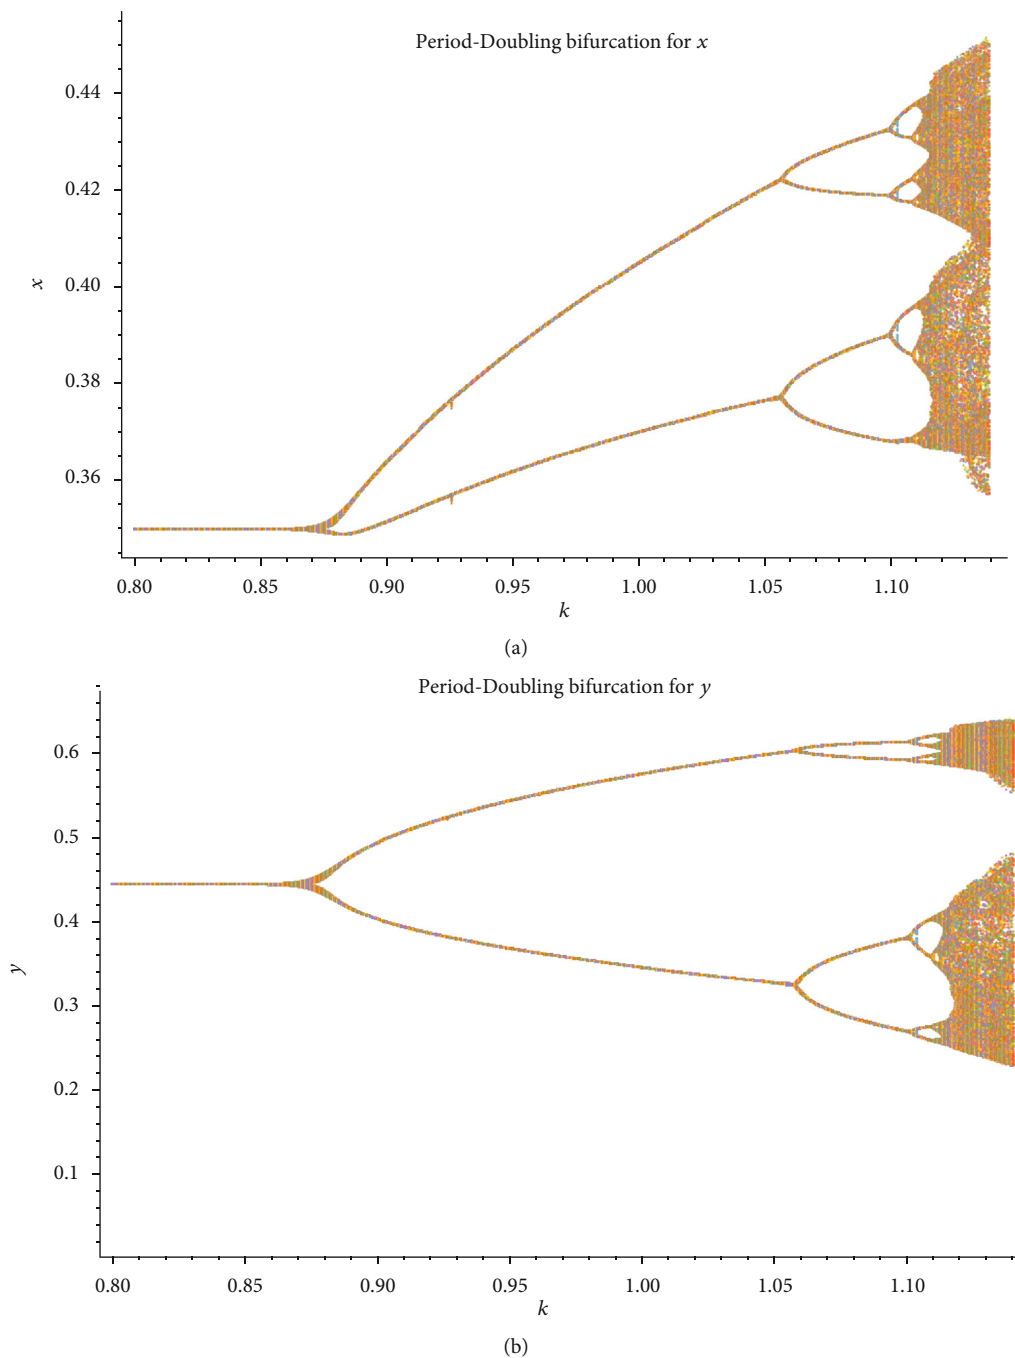 Period-Doubling bifurcation for x
0.44
0.42
0.40
x
0.38
0.36
0.80 0.85 0.90 0.95 1.00 1.05 1.10
k
(a)
Period-Doubling bifurcation for y
0.6
0.5
0.4
y
0.3
0.2
0.1
0.80 0.85 0.90 0.95 1.00 1.05 1.10
k
(b)